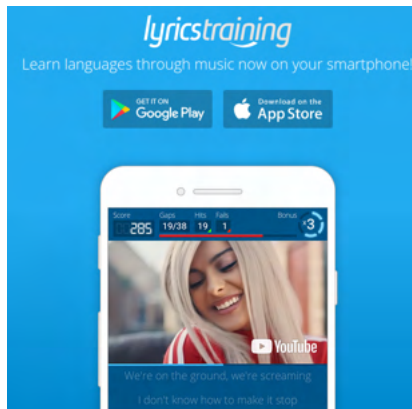 lyricstraining
Learn languages through music now on your smartphone!
GET IT ON
Google Play
Download on the
App Store
Score Gaps Hits Fails Bonus
285 19/38 19 1 x3
YouTube
We're on the ground, we're screaming
I don't know how to make it stop